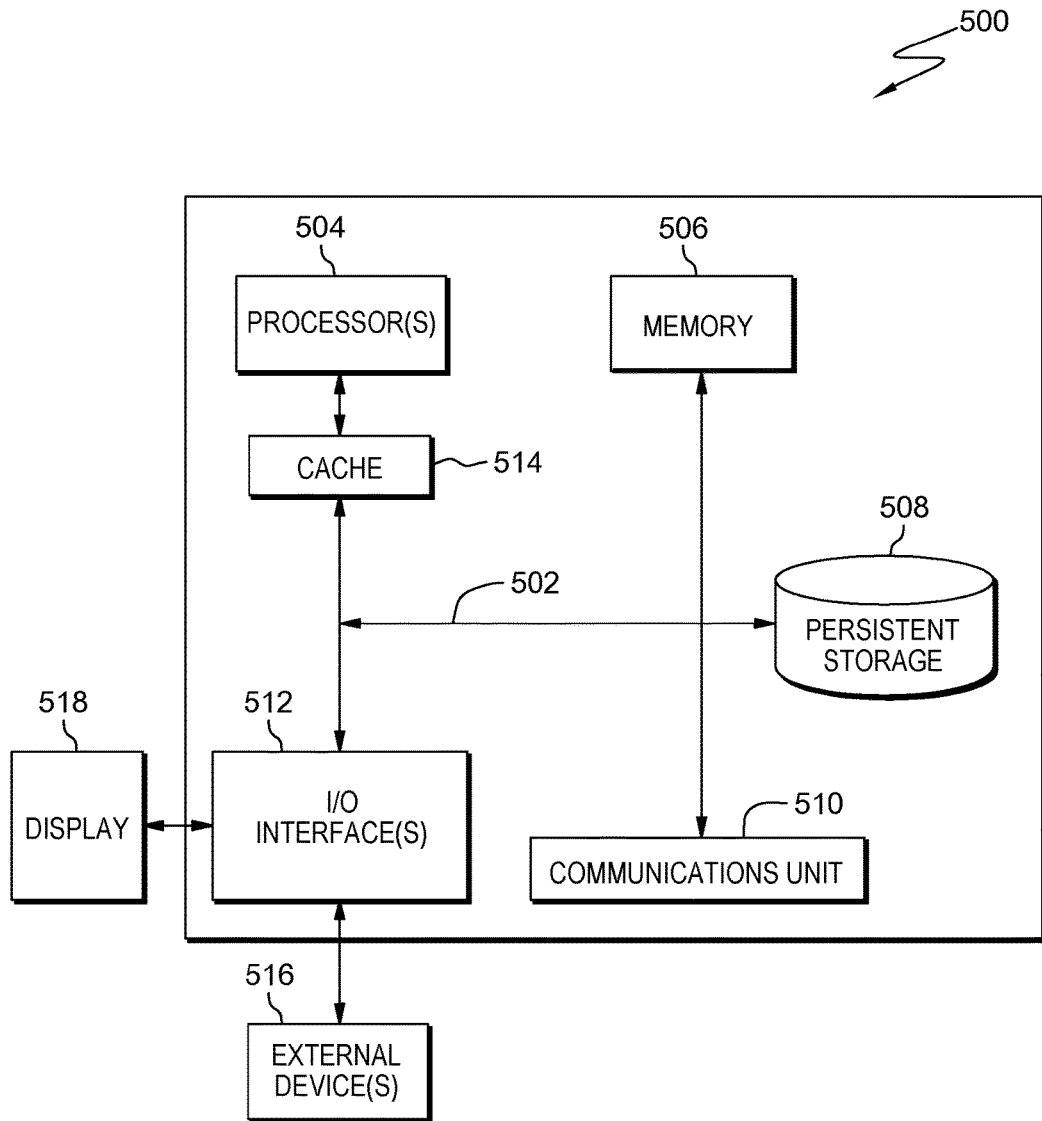 500
504
506
PROCESSOR(S)
MEMORY
CACHE
514
508
502
PERSISTENT
STORAGE
518
512
DISPLAY
I/O
INTERFACE(S)
510
COMMUNICATIONS UNIT
516
EXTERNAL
DEVICE(S)